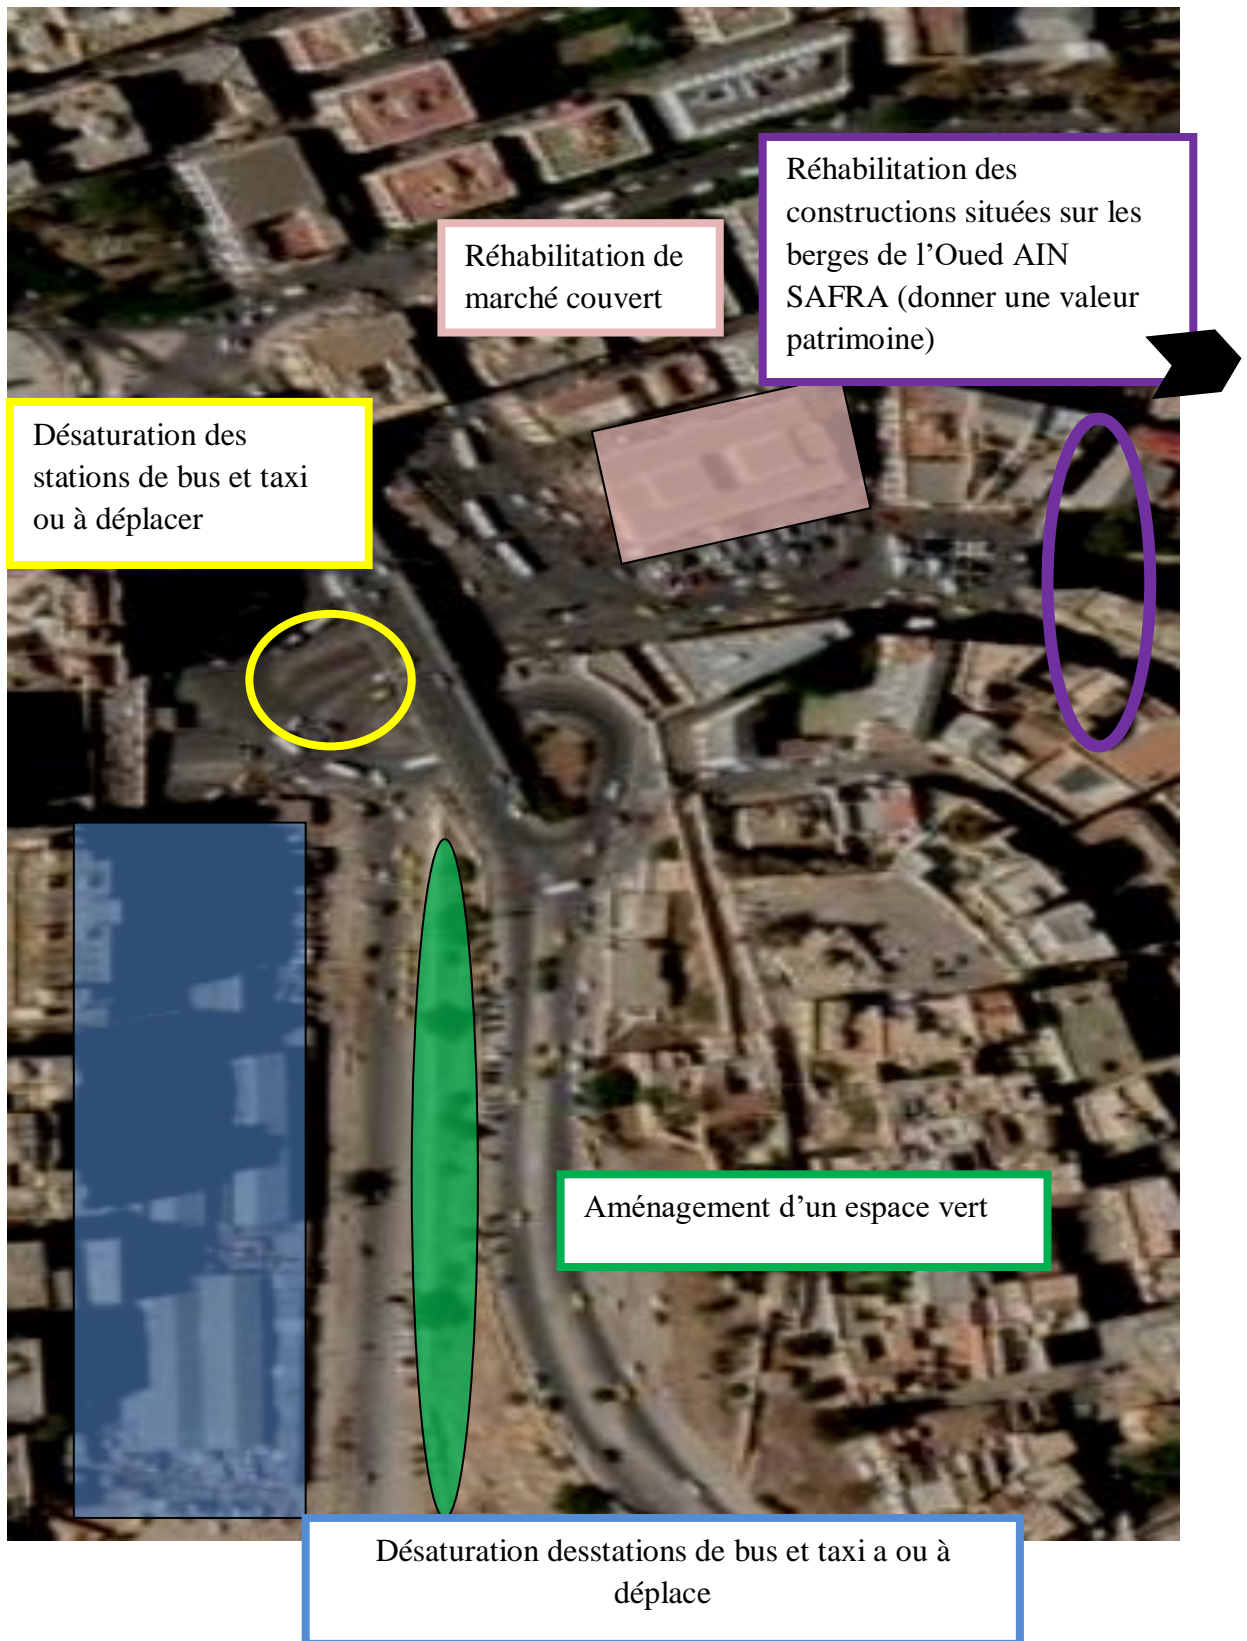 Réhabilitation des
constructions situées sur les
berges de l’Oued AIN
SAFRA (donner une valeur
patrimoine)
Réhabilitation de
marché couvert
Désaturation des
stations de bus et taxi
ou à déplacer
Aménagement d’un espace vert
Désaturation desstations de bus et taxi a ou à
déplace